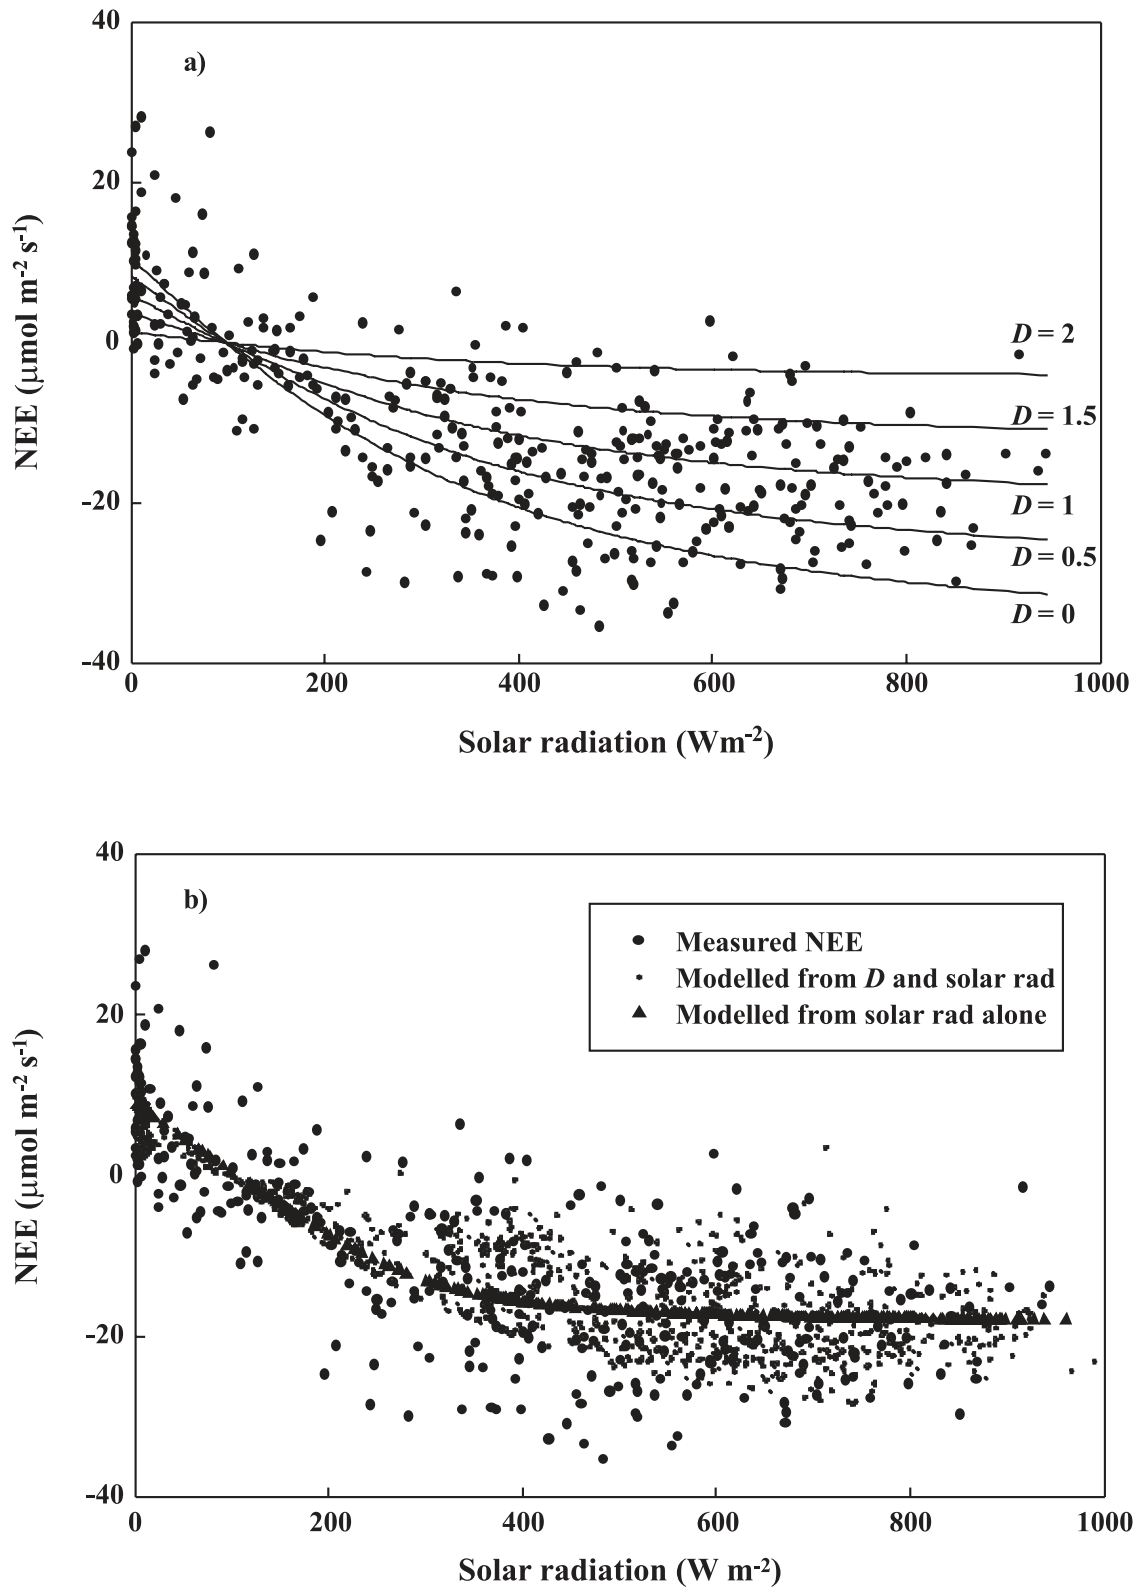 a)
40
20
0
-20
-40
NEE (μmol m-2 s-1)
D = 2
D = 1.5
D = 1
D = 0.5
D = 0
0 200 400 600 800 1000
Solar radiation (Wm-2)
b)
40
20
0
-20
-40
NEE (μmol m-2 s-1)
Measured NEE
Modelled from D and solar rad
Modelled from solar rad alone
0 200 400 600 800 1000
Solar radiation (W m-2)